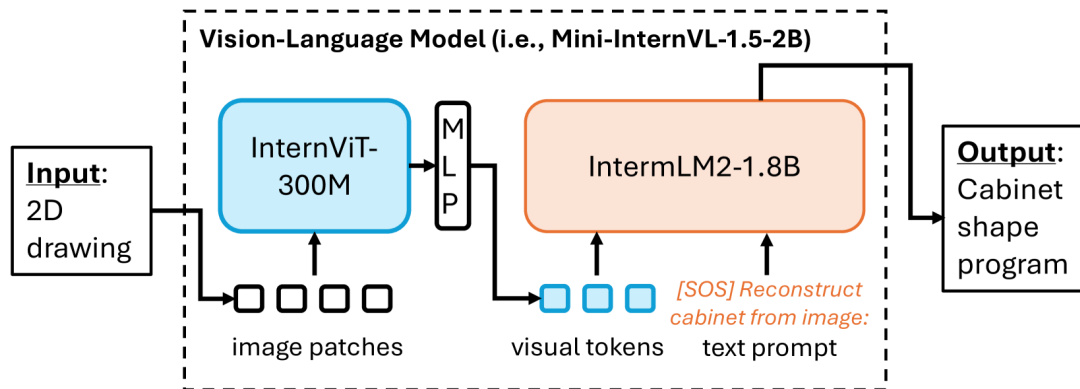 Vision-Language Model (i.e., Mini-InternVL-1.5-2B)
Input:
2D
drawing
InternViT-
300M
M
L
P
IntermLM2-1.8B
Output:
Cabinet
shape
program
image patches
visual tokens
[SOS] Reconstruct
cabinet from image:
text prompt